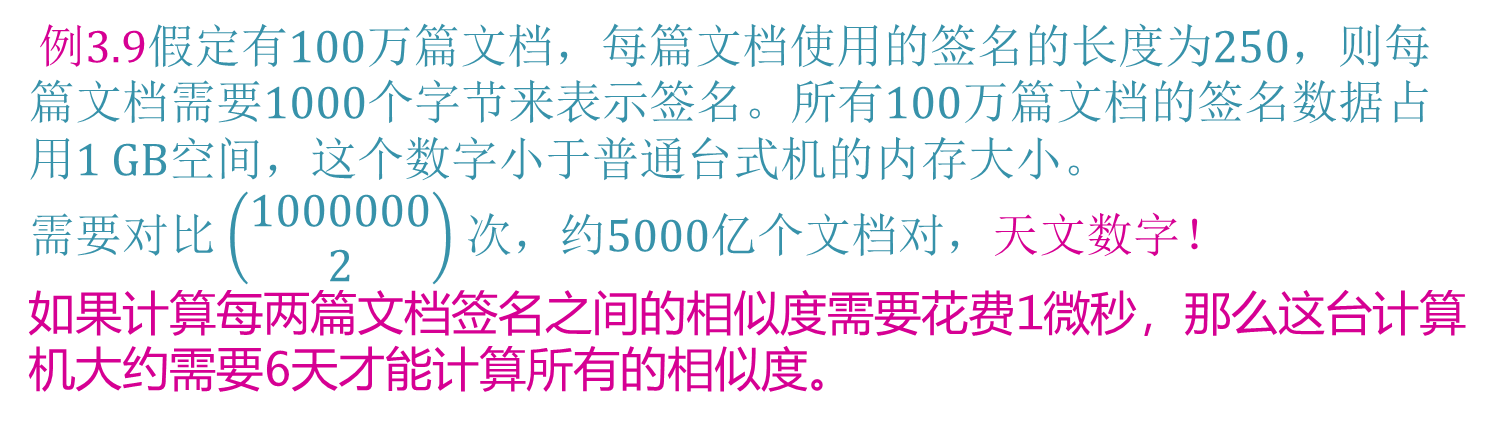 例3.9假定有100万篇文档，每篇文档使用的签名的长度为250，则每
篇文档需要1000个字节来表示签名。所有100万篇文档的签名数据占
用1 GB空间，这个数字小于普通台式机的内存大小。
需要对比(1000000 2)次，约5000亿个文档对，天文数字！
如果计算每两篇文档签名之间的相似度需要花费1微秒，那么这台计算
机大约需要6天才能计算所有的相似度。